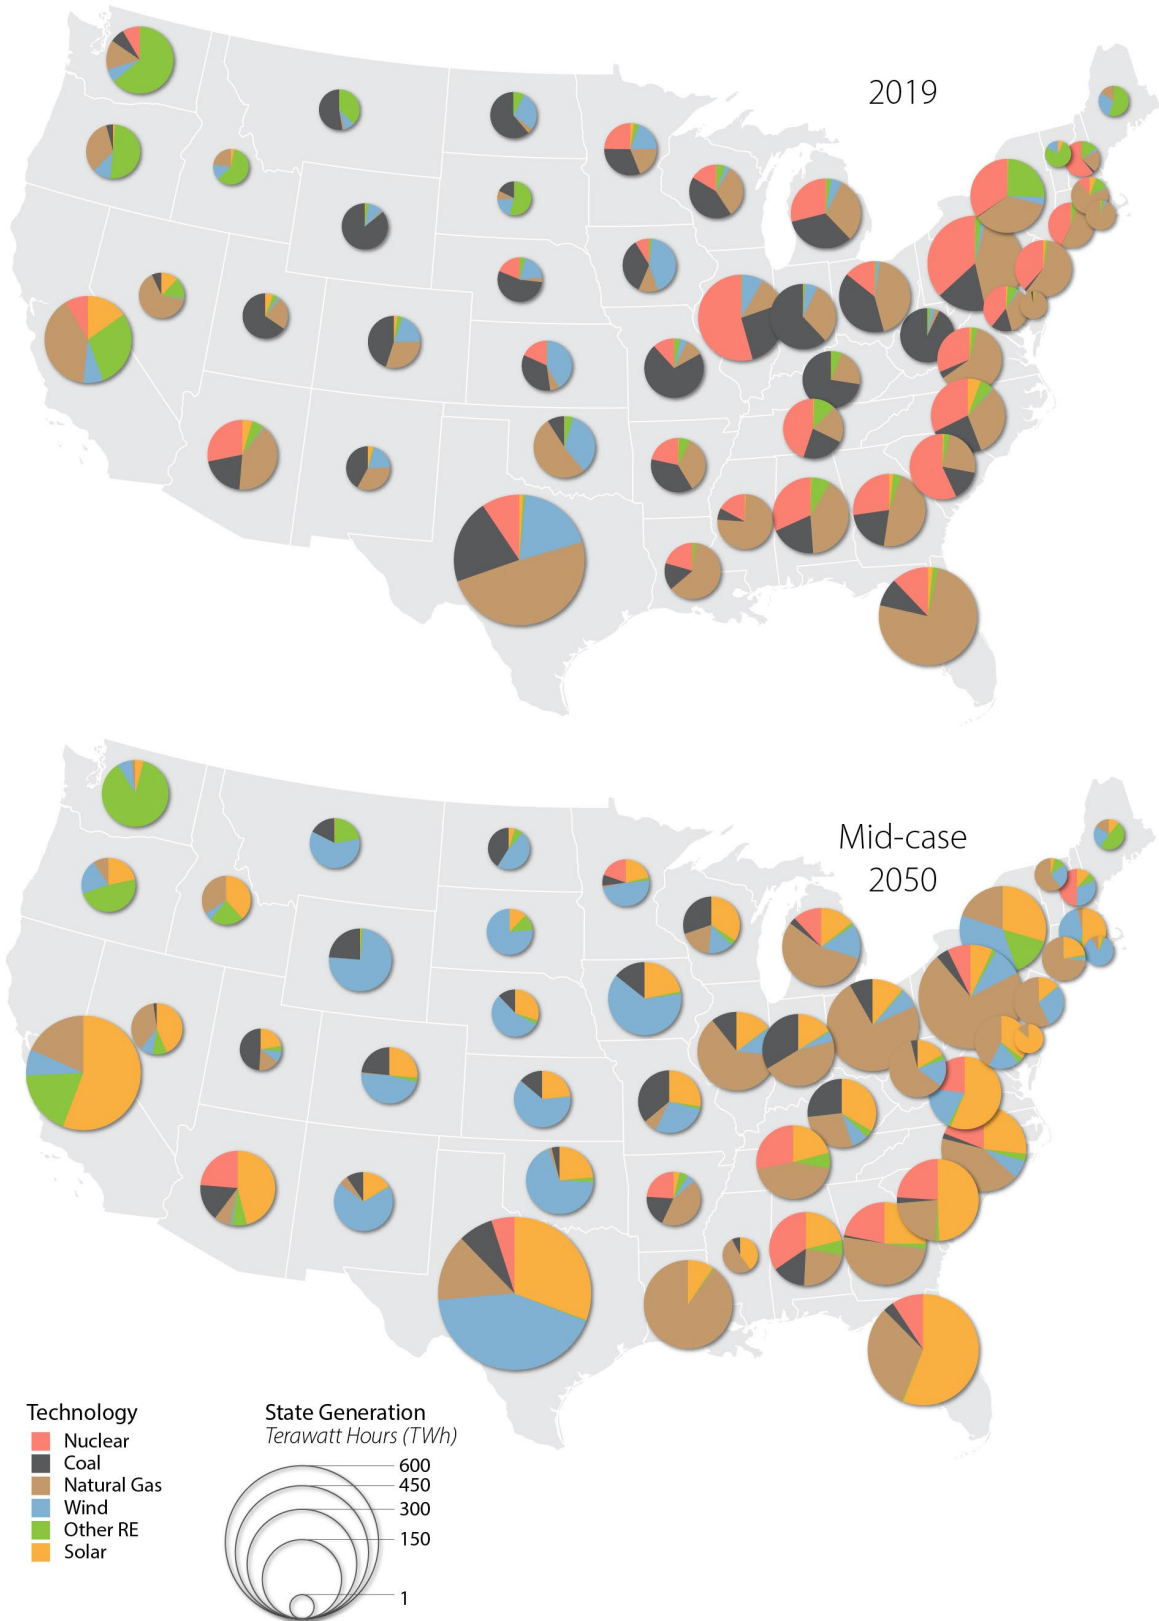 2019
Mid-case
2050
Technology
Nuclear
Coal
Natural Gas
Wind
Other RE
Solar
State Generation
Terawatt Hours (TWh)
600
450
300
150
1